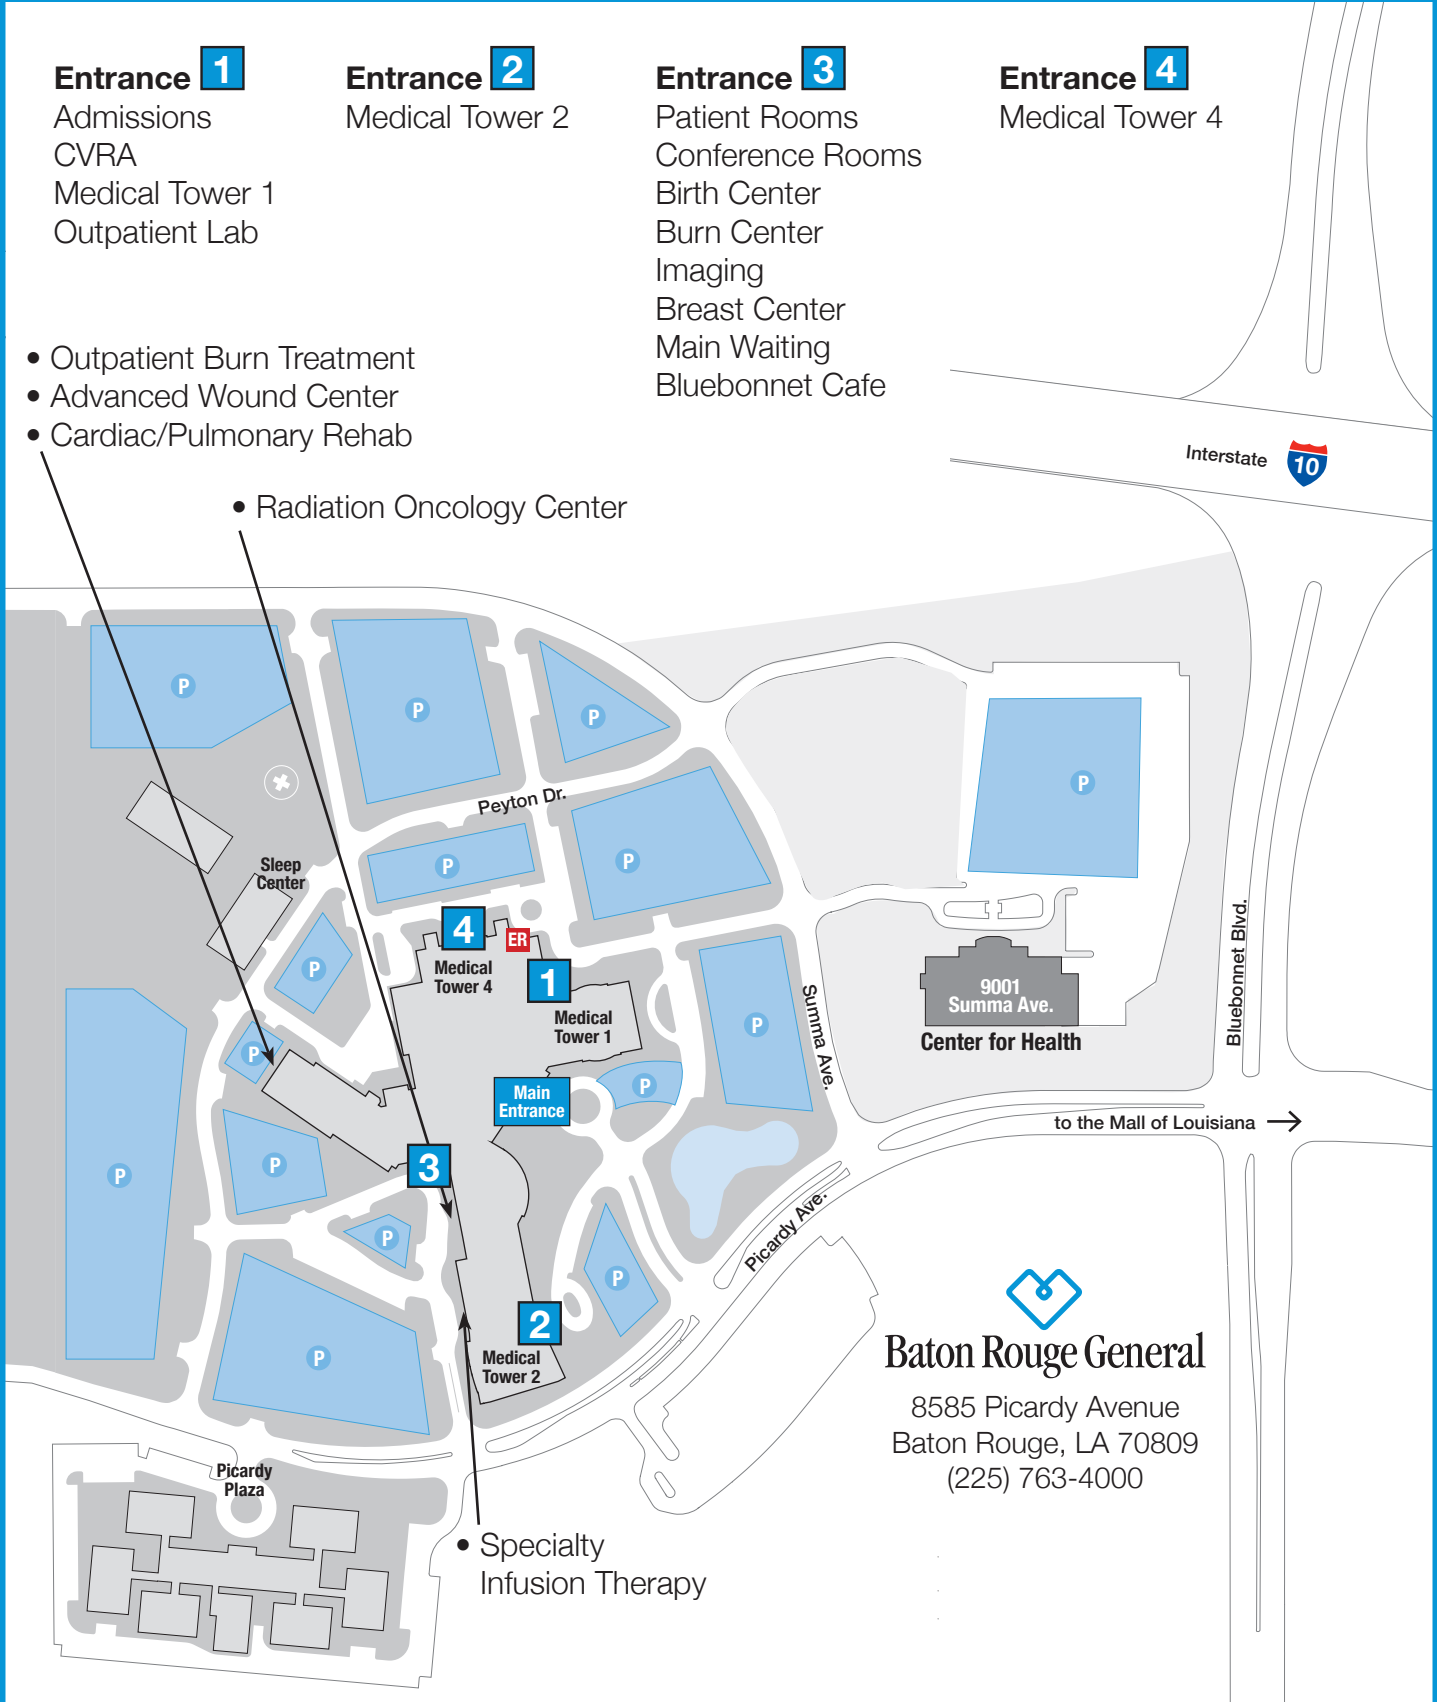 Entrance 1
Admissions
CVRA
Medical Tower 1
Outpatient Lab
Entrance 2
Medical Tower 2
Entrance 3
Patient Rooms
Conference Rooms
Birth Center
Burn Center
Imaging
Breast Center
Main Waiting
Bluebonnet Cafe
Entrance 4
Medical Tower 4
• Outpatient Burn Treatment
• Advanced Wound Center
• Cardiac/Pulmonary Rehab
• Radiation Oncology Center
Interstate 10
P
P
P
P
Peyton Dr.
P
P
Sleep
Center
4
ER
Medical
Tower 4
1
Medical
Tower 1
P
P
P
P
Main
Entrance
Summa Ave.
9001
Summa Ave.
Center for Health
Bluebonnet Blvd.
to the Mall of Louisiana
P
P
3
P
P
Picardy Ave.
2
Medical
Tower 2
P
Baton Rouge General
8585 Picardy Avenue
Baton Rouge, LA 70809
(225) 763-4000
Picardy
Plaza
• Specialty
Infusion Therapy